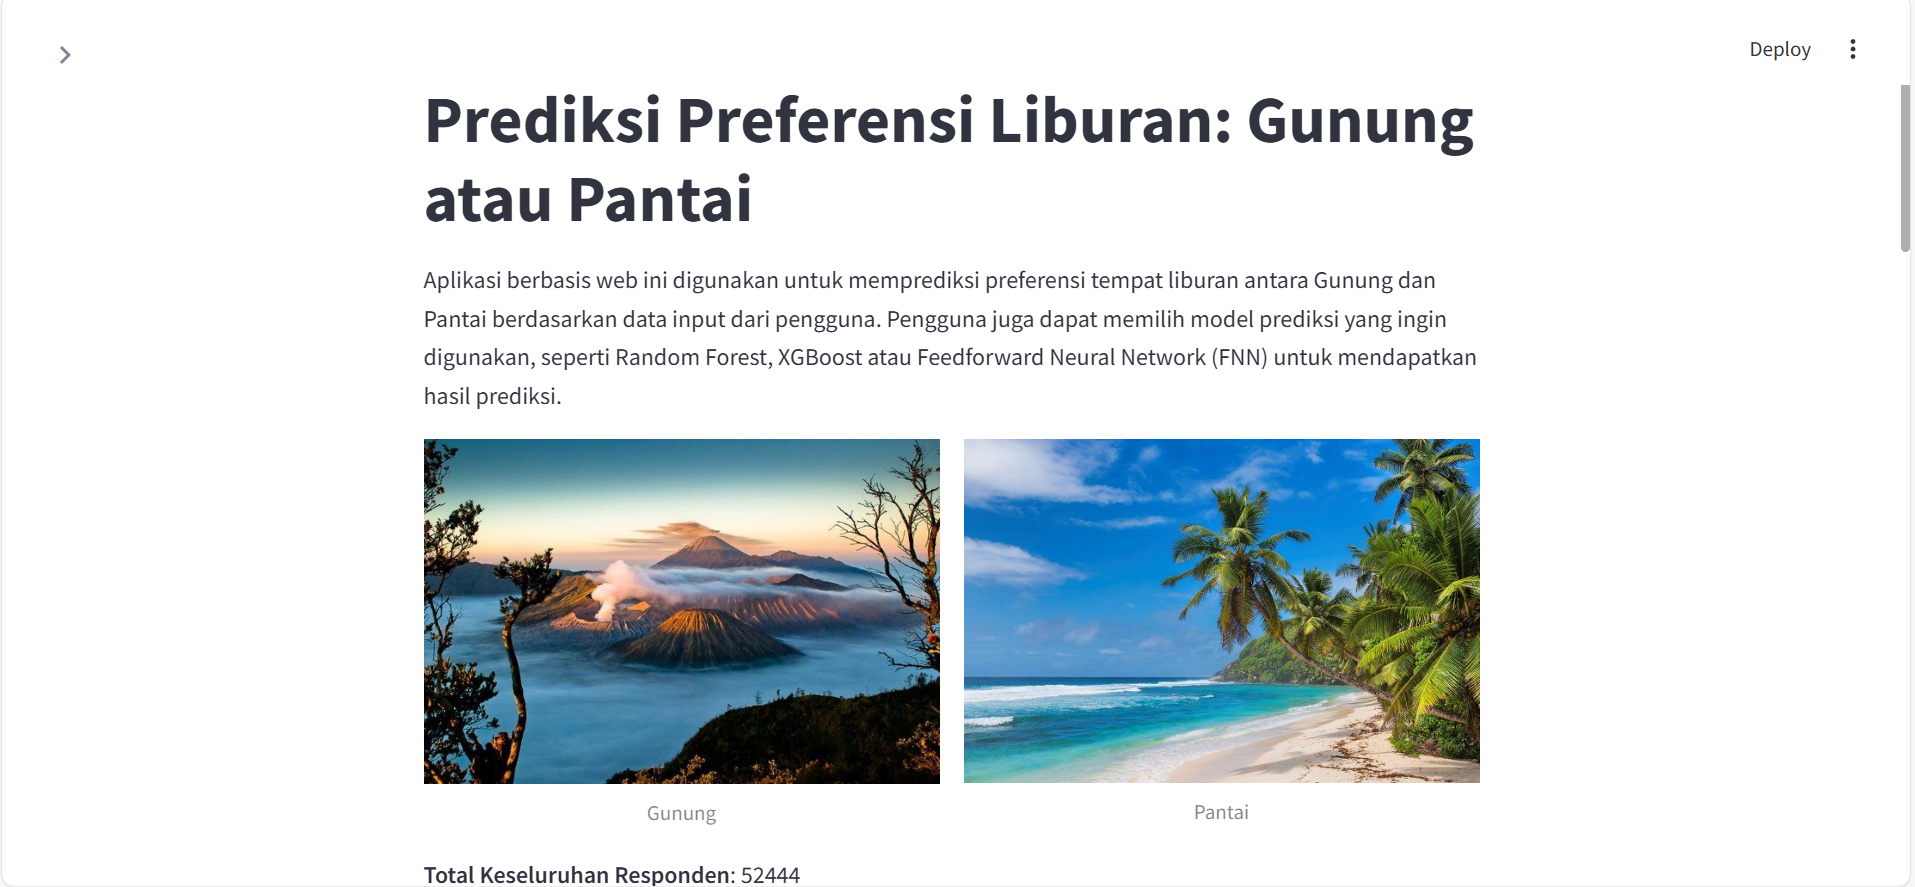 Deploy
Prediksi Preferensi Liburan: Gunung
atau Pantai
Aplikasi berbasis web ini digunakan untuk memprediksi preferensi tempat liburan antara Gunung dan
Pantai berdasarkan data input dari pengguna. Pengguna juga dapat memilih model prediksi yang ingin
digunakan, seperti Random Forest, XGBoost atau Feedforward Neural Network (FNN) untuk mendapatkan
hasil prediksi.
Gunung
Pantai
Total Keseluruhan Responden: 52444